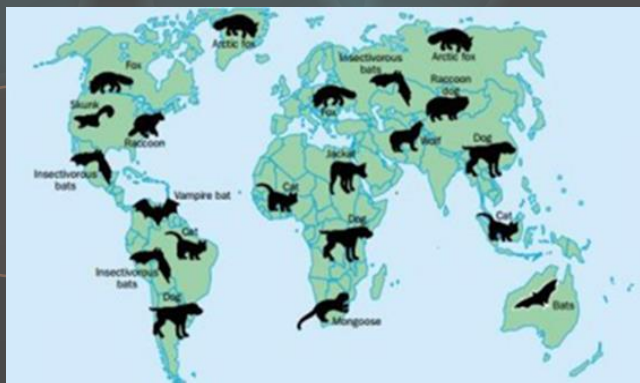 Arctic fox
Arctic fox
Insectivorous
bats
Fox
Raccoon
dog
Fox
Skunk
Raccoon
Wolf
Dog
Jackal
Insectivorous
bats
Cat
Vampire bat
Cat
Dog
Cat
Insectivorous
bats
Dog
Bats
Mongoose